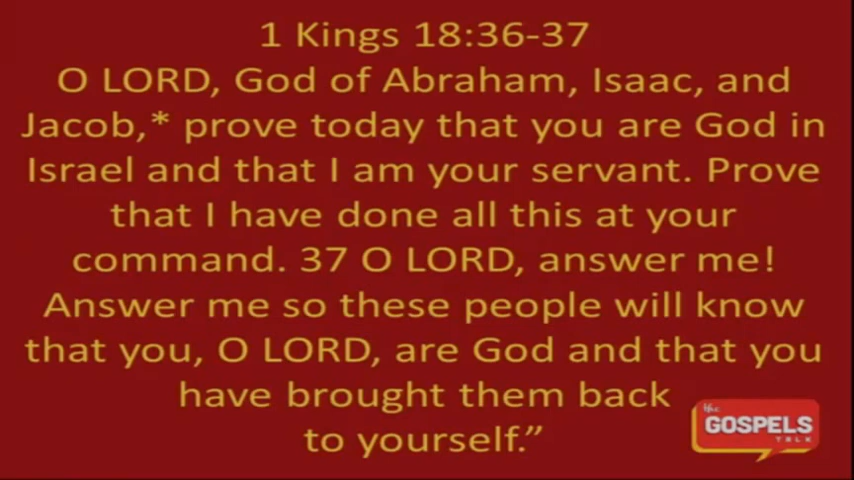 1 Kings 18:36-37
O LORD, God of Abraham, Isaac, and
Jacob,* prove today that you are God in
Israel and that I am your servant. Prove
that I have done all this at your
command. 37 O LORD, answer me!
Answer me so these people will know
that you, O LORD, are God and that you
have brought them back
to yourself.”
the
GOSPELS
TALK